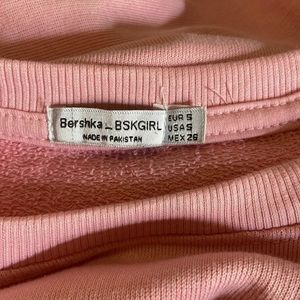 Bershka _ BSKGIRL
MADE IN PAKISTAN
EUR S
USA S
MEX 26